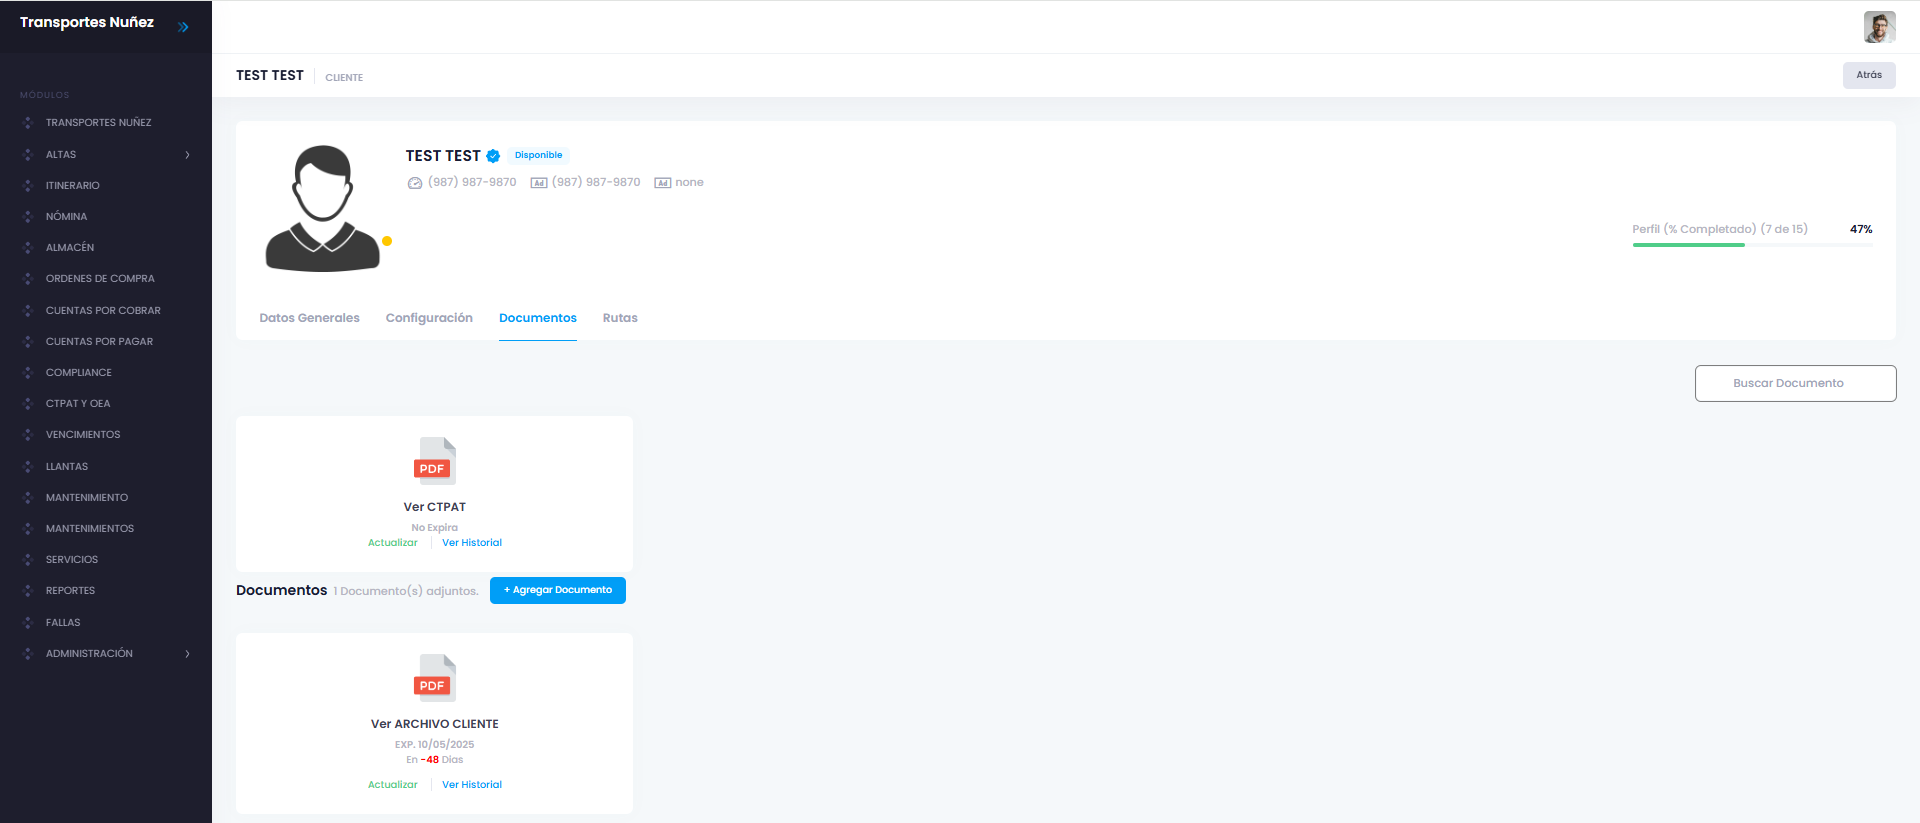 Transportes Nuñez
MÓDULOS
TRANSPORTES NUÑEZ
ALTAS
ITINERARIO
NÓMINA
ALMACÉN
ORDENES DE COMPRA
CUENTAS POR COBRAR
CUENTAS POR PAGAR
COMPLIANCE
CTPAT Y OEA
VENCIMIENTOS
LLANTAS
MANTENIMIENTO
MANTENIMIENTOS
SERVICIOS
REPORTES
FALLAS
ADMINISTRACIÓN
TEST TEST CLIENTE
Atrás
TEST TEST Disponible
(987) 987-9870 Ad (987) 987-9870 Ad none
Perfil (% Completado) (7 de 15) 47%
Datos Generales Configuración Documentos Rutas
Buscar Documento
PDF
Ver CTPAT
No Expira
Actualizar Ver Historial
Documentos 1 Documento(s) adjuntos. + Agregar Documento
PDF
Ver ARCHIVO CLIENTE
EXP. 10/05/2025
En -48 Dias
Actualizar Ver Historial